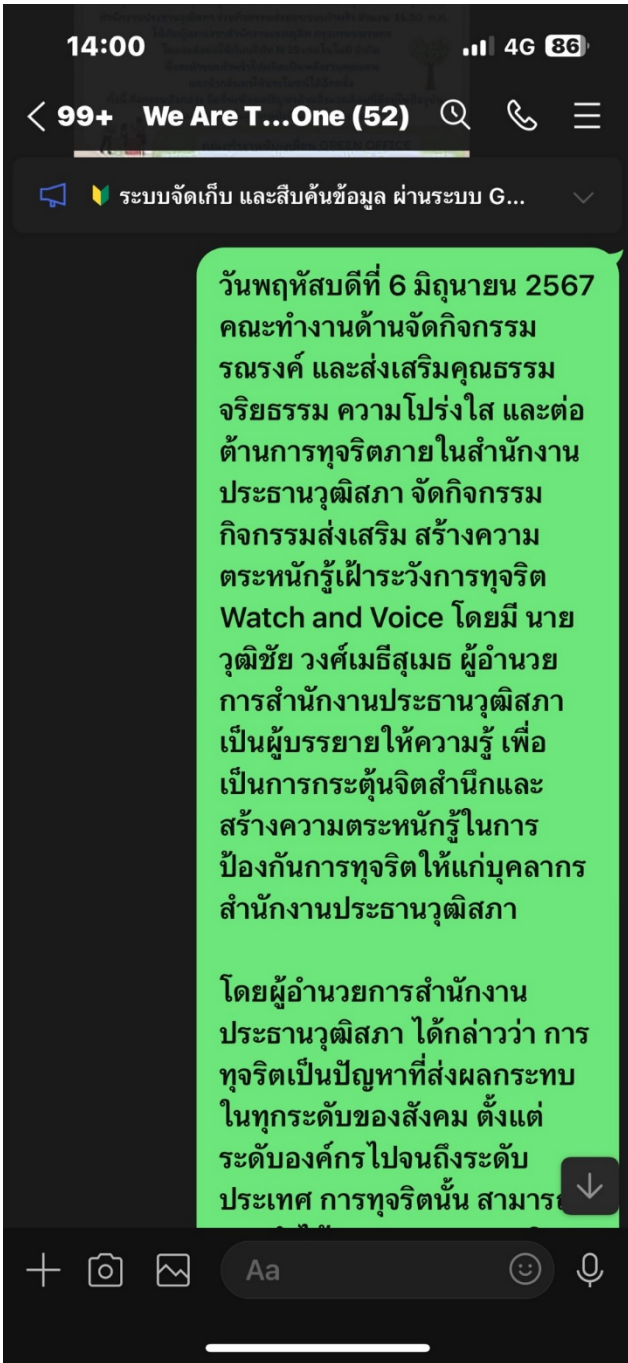 14:00
4G 86
99+ We Are T...One (52)
ระบบจัดเก็บ และสืบค้นข้อมูล ผ่านระบบ G...
วันพฤหัสบดีที่ 6 มิถุนายน 2567
คณะทำงานด้านจัดกิจกรรม
รณรงค์ และส่งเสริมคุณธรรม
จริยธรรม ความโปร่งใส และต่อ
ต้านการทุจริตภายในสำนักงาน
ประธานวุฒิสภา จัดกิจกรรม
กิจกรรมส่งเสริม สร้างความ
ตระหนักรู้เฝ้าระวังการทุจริต
Watch and Voice โดยมี นาย
วุฒิชัย วงศ์เมธีสุเมธ ผู้อำนวย
การสำนักงานประธานวุฒิสภา
เป็นผู้บรรยายให้ความรู้ เพื่อ
เป็นการกระตุ้นจิตสำนึกและ
สร้างความตระหนักรู้ในการ
ป้องกันการทุจริตให้แก่บุคลากร
สำนักงานประธานวุฒิสภา
โดยผู้อำนวยการสำนักงาน
ประธานวุฒิสภา ได้กล่าวว่า การ
ทุจริตเป็นปัญหาที่ส่งผลกระทบ
ในทุกระดับของสังคม ตั้งแต่
ระดับองค์กรไปจนถึงระดับ
ประเทศ การทุจริตนั้น
Aa